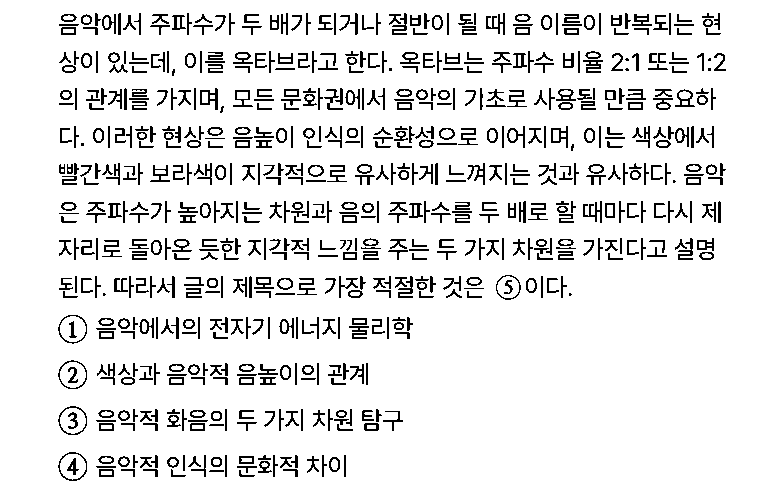 음악에서 주파수가 두 배가 되거나 절반이 될 때 음 이름이 반복되는 현
상이 있는데, 이를 옥타브라고 한다. 옥타브는 주파수 비율 2:1 또는 1:2
의 관계를 가지며, 모든 문화권에서 음악의 기초로 사용될 만큼 중요하
다. 이러한 현상은 음높이 인식의 순환성으로 이어지며, 이는 색상에서
빨간색과 보라색이 지각적으로 유사하게 느껴지는 것과 유사하다. 음악
은 주파수가 높아지는 차원과 음의 주파수를 두 배로 할 때마다 다시 제
자리로 돌아온 듯한 지각적 느낌을 주는 두 가지 차원을 가진다고 설명
된다. 따라서 글의 제목으로 가장 적절한 것은 ⑤이다.
① 음악에서의 전자기 에너지 물리학
② 색상과 음악적 음높이의 관계
③ 음악적 화음의 두 가지 차원 탐구
④ 음악적 인식의 문화적 차이